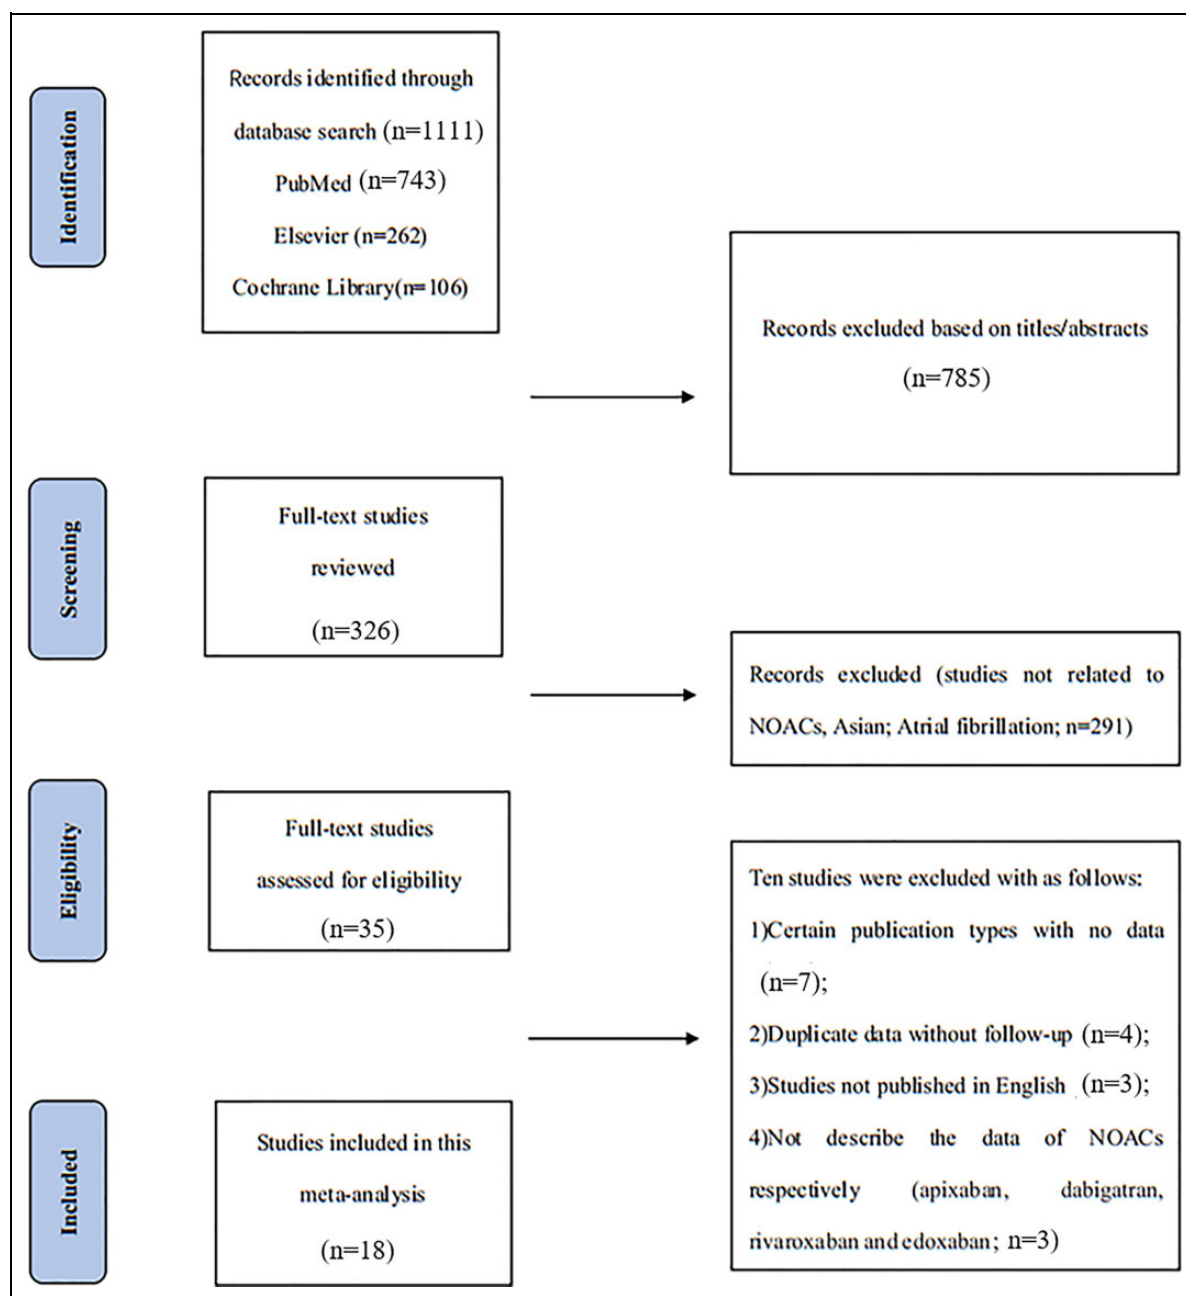 Identification
Records identified through
database search (n=1111)
PubMed (n=743)
Elsevier (n=262)
Cochrane Library(n=106)
Records excluded based on titles/abstracts
(n=785)
Screening
Full-text studies
reviewed
(n=326)
Records excluded (studies not related to
NOACs, Asian; Atrial fibrillation; n=291)
Eligibility
Full-text studies
assessed for eligibility
(n=35)
Ten studies were excluded with as follows:
1)Certain publication types with no data
(n=7);
2)Duplicate data without follow-up (n=4);
3)Studies not published in English (n=3);
4)Not describe the data of NOACs
respectively (apixaban, dabigatran,
rivaroxaban and edoxaban; n=3)
Included
Studies included in this
meta-analysis
(n=18)